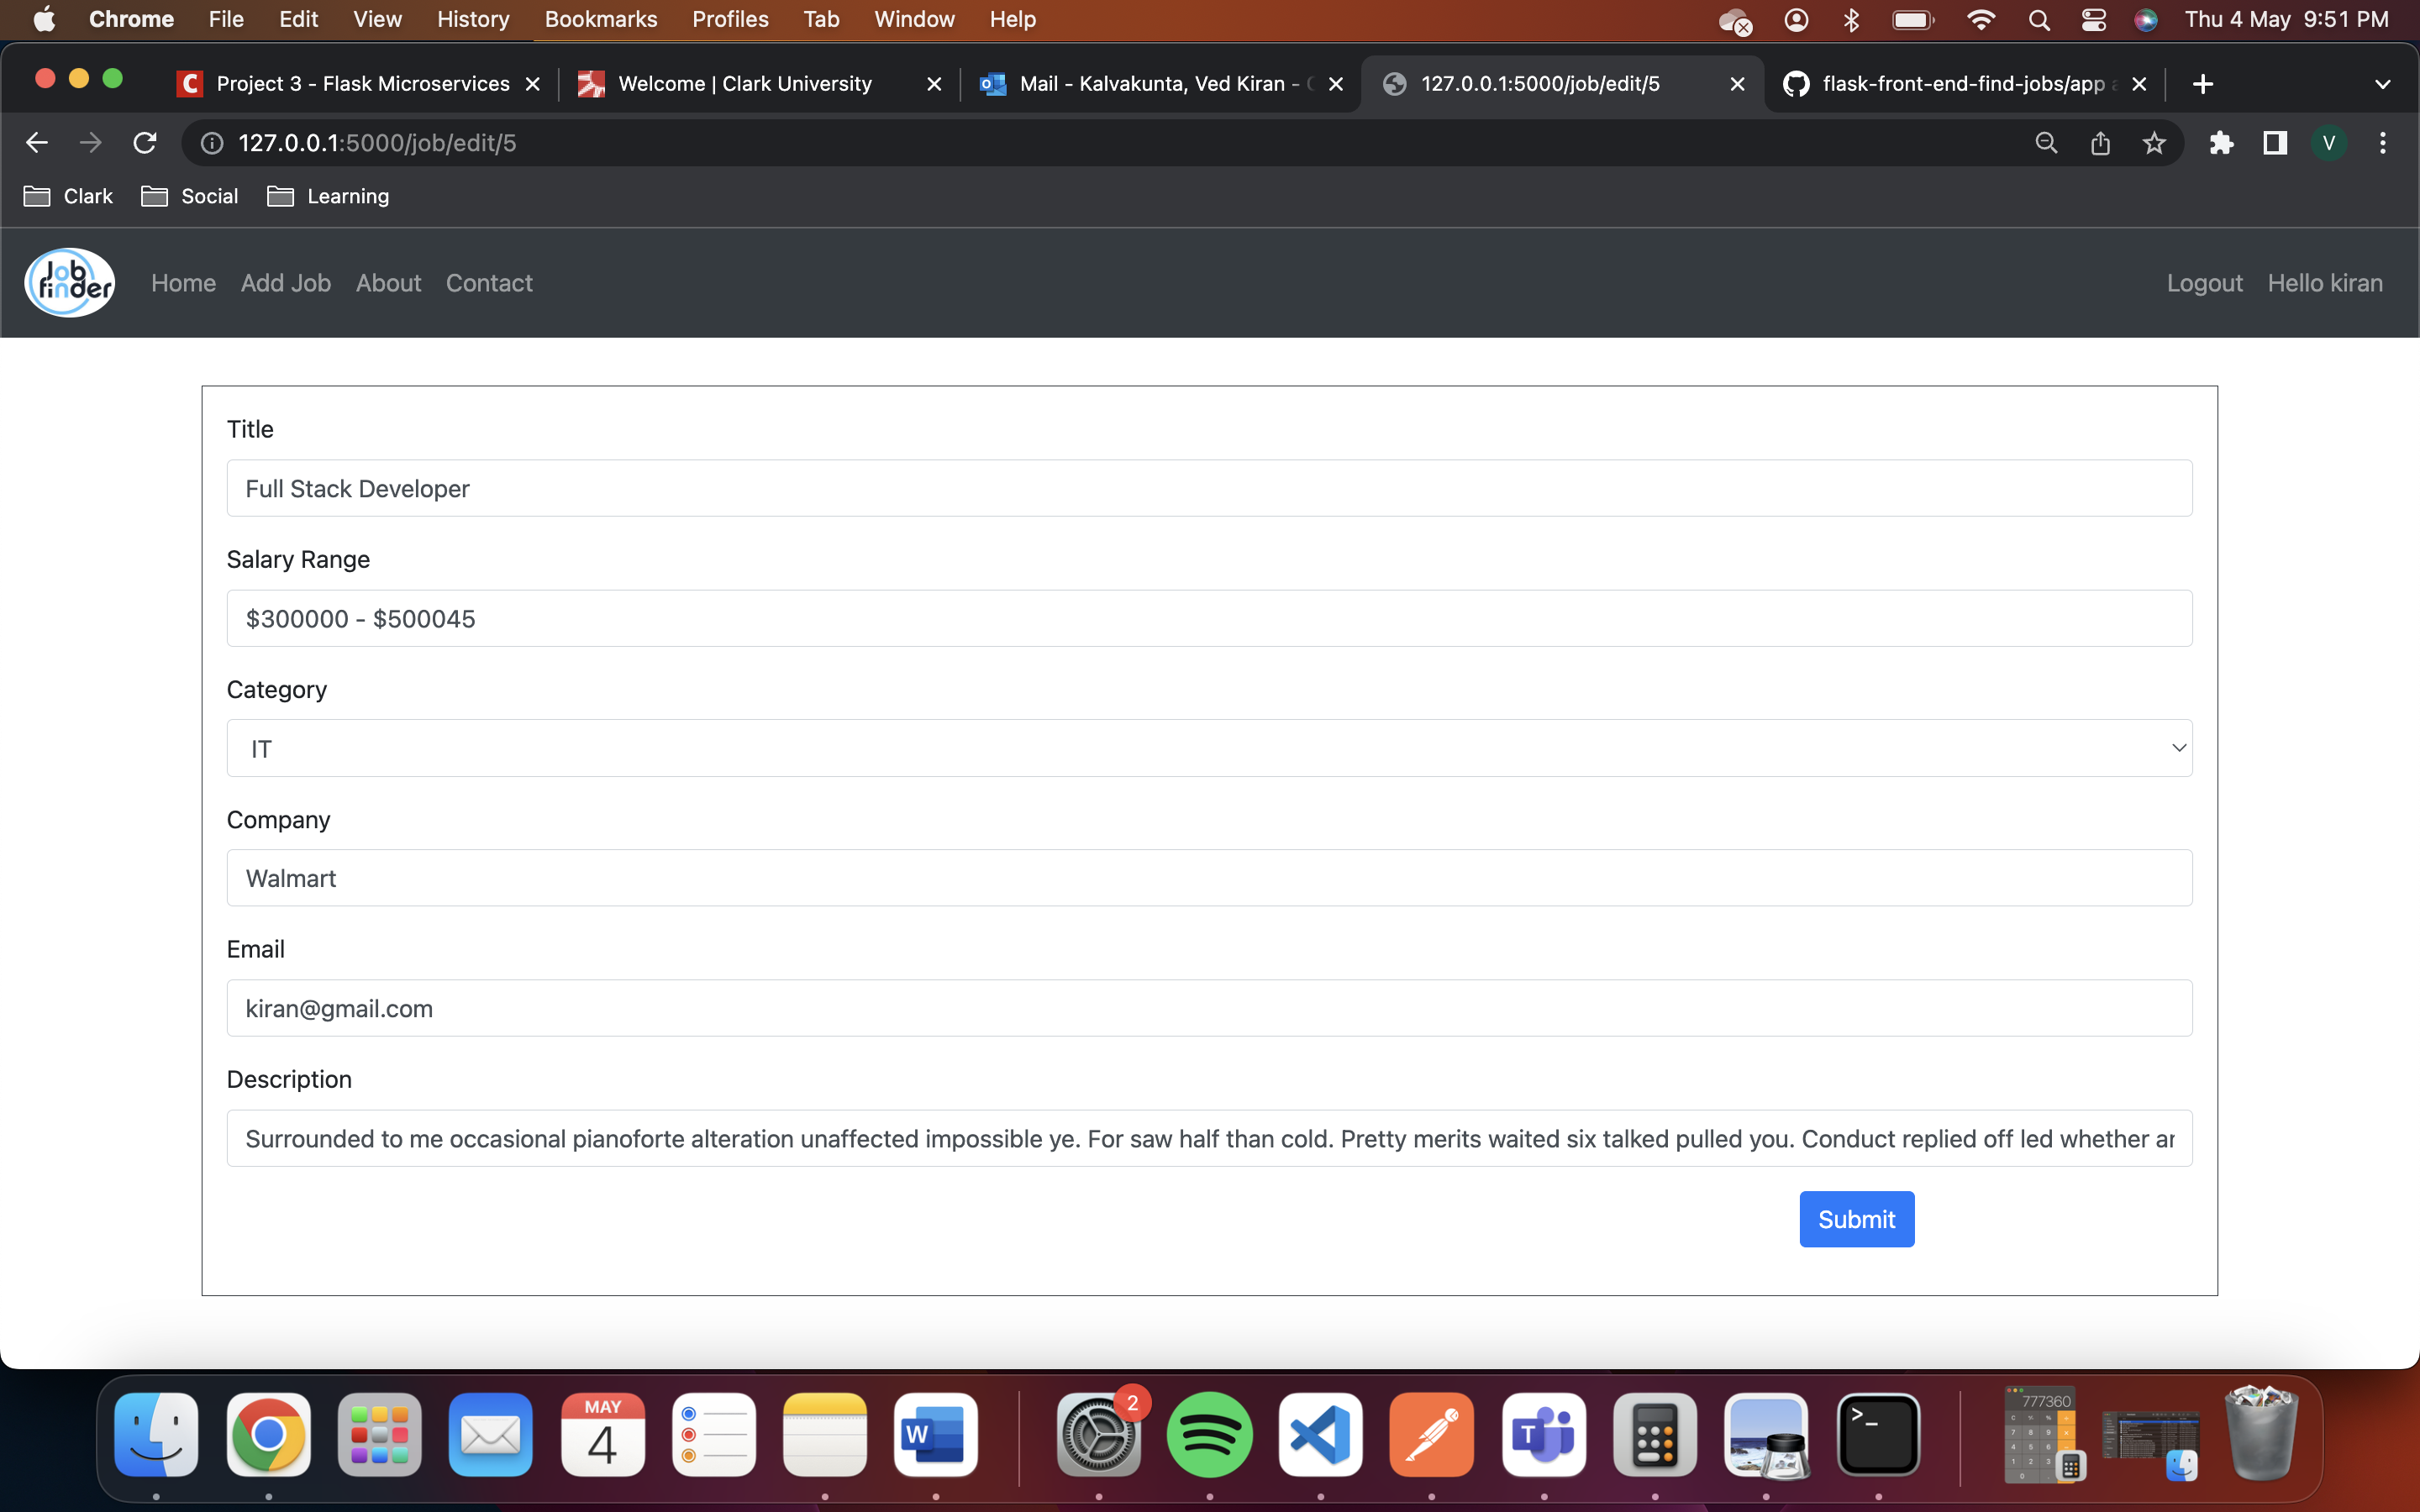 Chrome File Edit View History Bookmarks Profiles Tab Window Help Thu 4 May 9:51 PM
Project 3 - Flask Microservices Welcome | Clark University Mail - Kalvakunta, Ved Kiran - 127.0.0.1:5000/job/edit/5 flask-front-end-find-jobs/app
127.0.0.1:5000/job/edit/5 V
Clark Social Learning
Job
finder
Home Add Job About Contact Logout Hello kiran
Title
Full Stack Developer
Salary Range
$300000 - $500045
Category
IT
Company
Walmart
Email
kiran@gmail.com
Description
Surrounded to me occasional pianoforte alteration unaffected impossible ye. For saw half than cold. Pretty merits waited six talked pulled you. Conduct replied off led whether
Submit
MAY
4
W
2
T
>_
777360